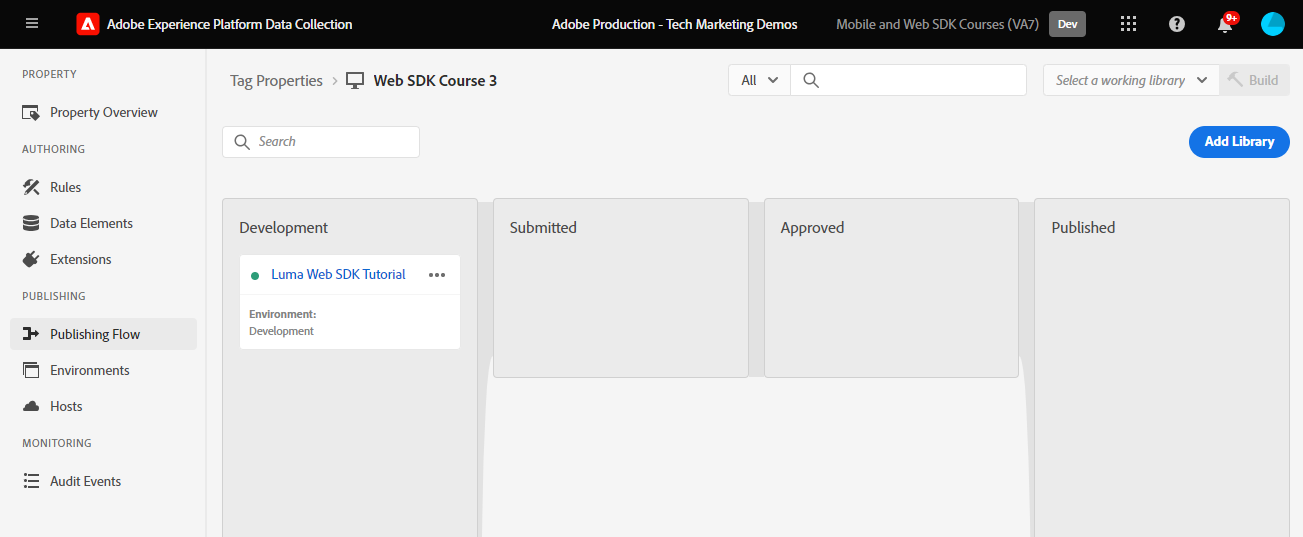 Adobe Experience Platform Data Collection
Adobe Production - Tech Marketing Demos
Mobile and Web SDK Courses (VA7)
Dev
9+
PROPERTY
Property Overview
AUTHORING
Rules
Data Elements
Extensions
PUBLISHING
Publishing Flow
Environments
Hosts
MONITORING
Audit Events
Tag Properties
Web SDK Course 3
All
Select a working library
Build
Search
Add Library
Development
Luma Web SDK Tutorial
Environment:
Development
Submitted
Approved
Published